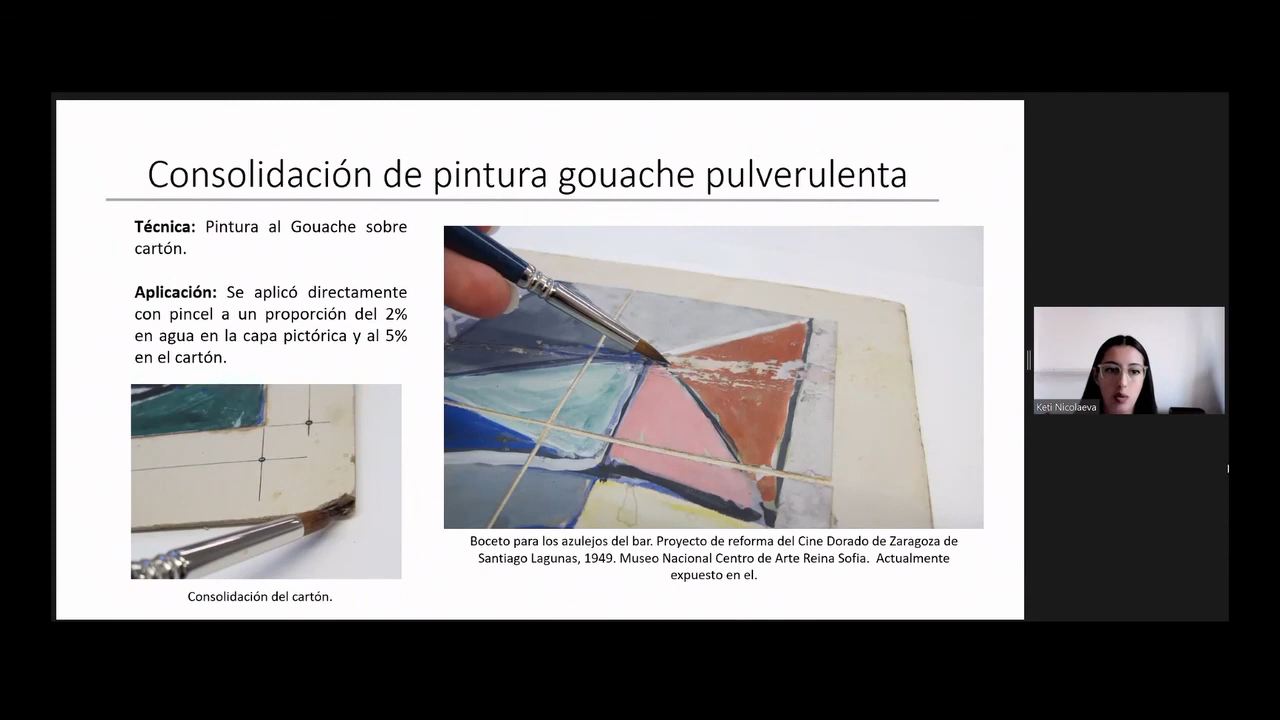 Consolidación de pintura gouache pulverulenta
Técnica: Pintura al Gouache sobre
cartón.
Aplicación: Se aplicó directamente
con pincel a un proporción del 2%
en agua en la capa pictórica y al 5%
en el cartón.
Consolidación del cartón.
Boceto para los azulejos del bar. Proyecto de reforma del Cine Dorado de Zaragoza de
Santiago Lagunas, 1949. Museo Nacional Centro de Arte Reina Sofia. Actualmente
expuesto en el.
Keti Nicolaeva